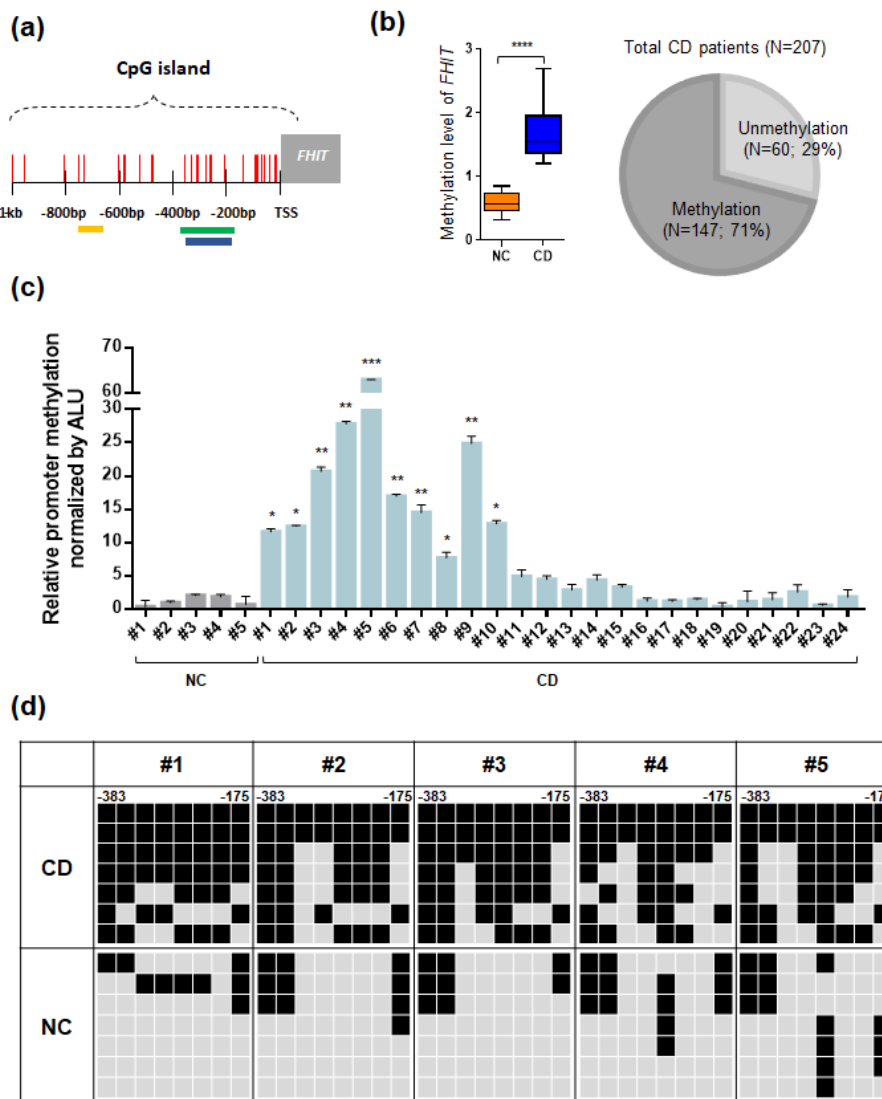 (a)
CpG island
FHIT
1kb -800bp -600bp -400bp -200bp TSS
(b)
Methylation level of FHIT
3
2
1
0
****
NC CD
Total CD patients (N=207)
Unmethylation
(N=60; 29%)
Methylation
(N=147; 71%)
(c)
Relative promoter methylation
normalized by ALU
70
60
30
25
20
15
10
5
0
* * ** ** *** ** ** * ** *
#1 #2 #3 #4 #5 #1 #2 #3 #4 #5 #6 #7 #8 #9 #10 #11 #12 #13 #14 #15 #16 #17 #18 #19 #20 #21 #22 #23 #24
NC CD
(d)
#1 #2 #3 #4 #5
-383 -175 -383 -175 -383 -175 -383 -175 -383
CD
NC